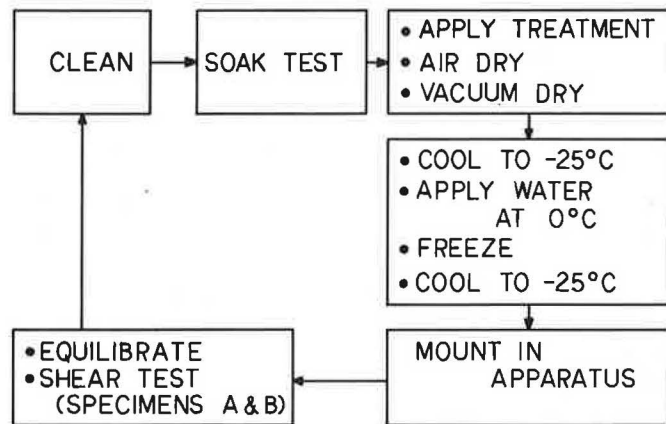 CLEAN
SOAK TEST
• APPLY TREATMENT
• AIR DRY
• VACUUM DRY
• COOL TO -25°C
• APPLY WATER
AT 0°C
• FREEZE
• COOL TO -25°C
MOUNT IN
APPARATUS
• EQUILIBRATE
• SHEAR TEST
(SPECIMENS A & B)